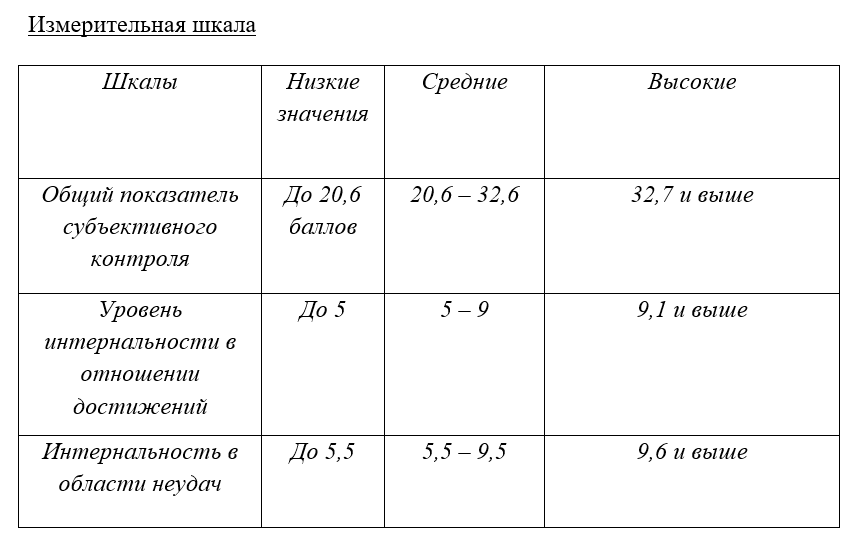 Измерительная шкала
Шкалы
Низкие
значения
Средние
Высокие
Общий показатель
субъективного
контроля
До 20,6
баллов
20,6 – 32,6
32,7 и выше
Уровень
интернальности в
отношении
достижений
До 5
5 – 9
9,1 и выше
Интернальность в
области неудач
До 5,5
5,5 – 9,5
9,6 и выше